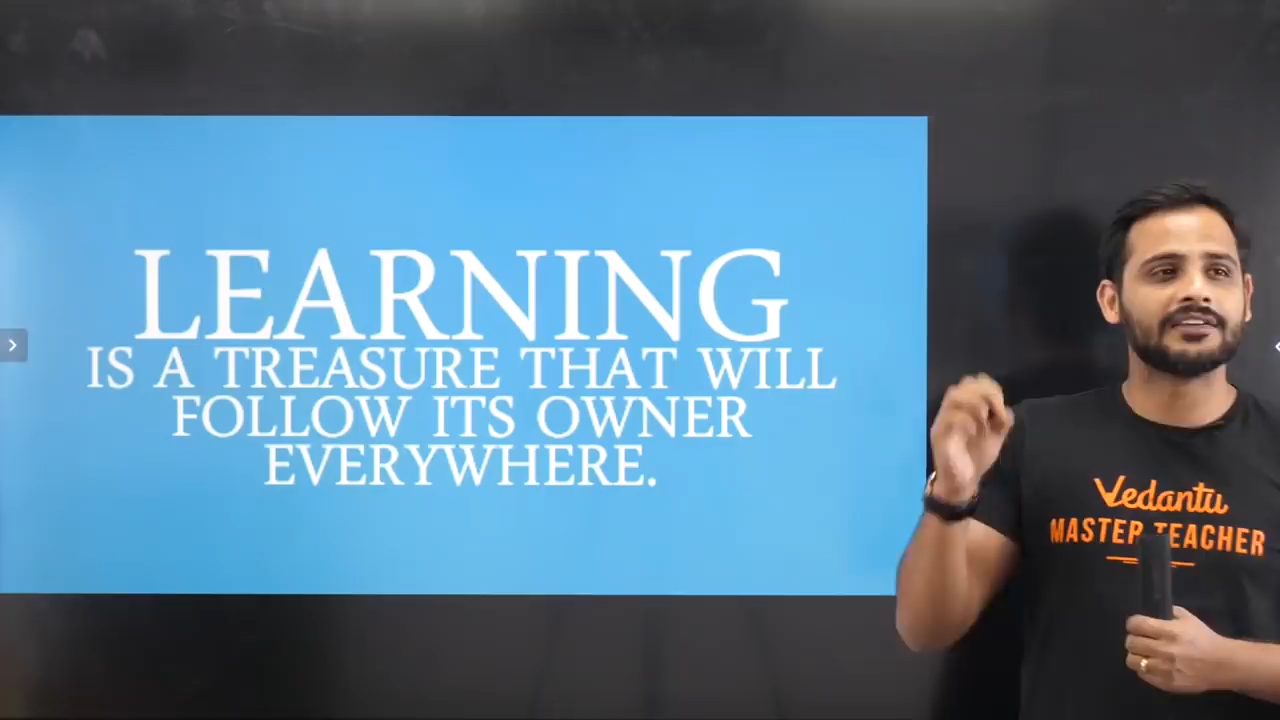 LEARNING
IS A TREASURE THAT WILL
FOLLOW ITS OWNER
EVERYWHERE.
Vedantu
MASTER TEACHER